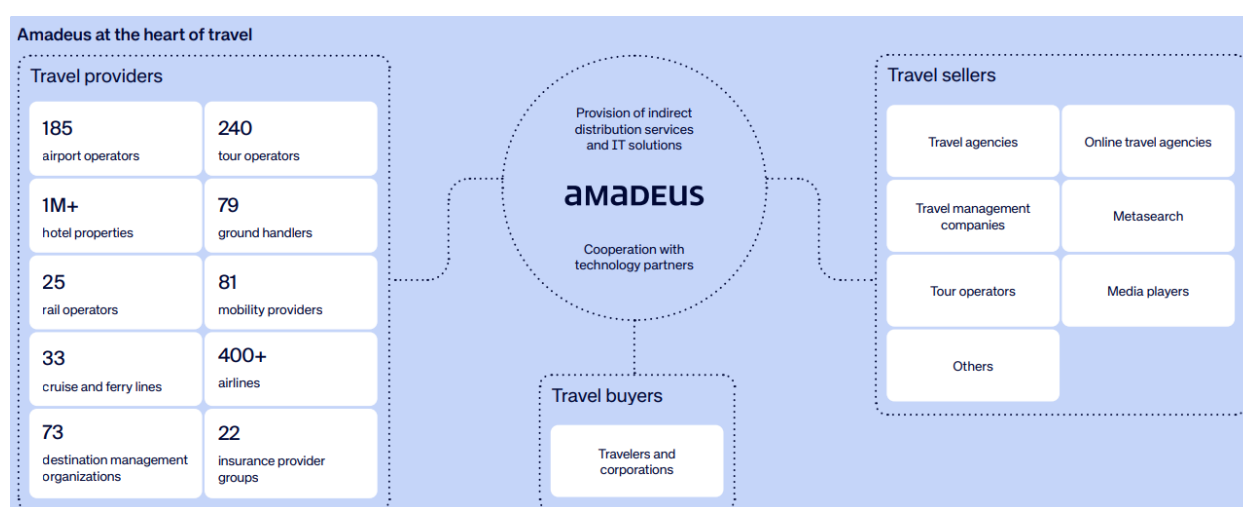 Amadeus at the heart of travel
Travel providers
185
airport operators
240
tour operators
1M+
hotel properties
79
ground handlers
25
rail operators
81
mobility providers
33
cruise and ferry lines
400+
airlines
73
destination management
organizations
22
insurance provider
groups
Provision of indirect
distribution services
and IT solutions
amadeus
Cooperation with
technology partners
Travel buyers
Travelers and
corporations
Travel sellers
Travel agencies
Online travel agencies
Travel management
companies
Metasearch
Tour operators
Media players
Others